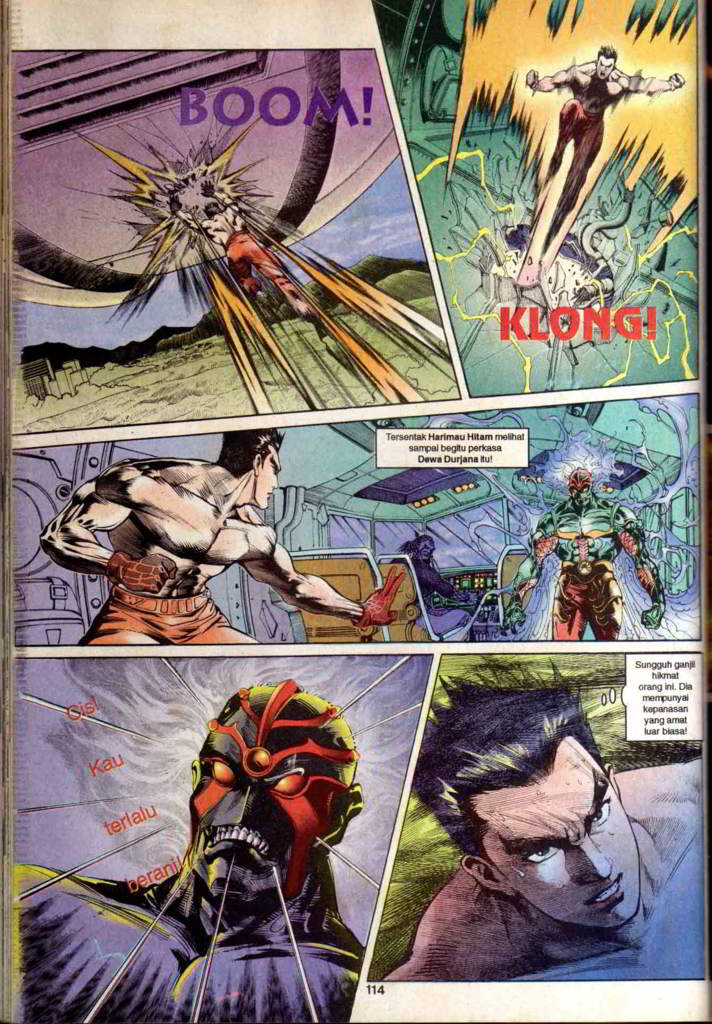 BOOM!
KLONG!
Tersentak Harimau Hitam melihat
sampai begitu perkasa
Dewa Durjana itu!
Cis!
Kau
terlalu
berani!
Sungguh ganjil
hikmat
orang ini. Dia
mempunyai
kepanasan
yang amat
luar biasa!
114